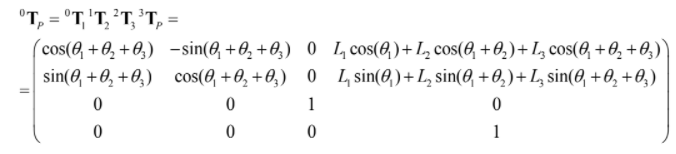 ⁰T_P = ⁰T₁ ¹T₂ ²T₃ ³T_P =
= ( cos(θ₁ + θ₂ + θ₃) −sin(θ₁ + θ₂ + θ₃) 0 L₁ cos(θ₁) + L₂ cos(θ₁ + θ₂) + L₃ cos(θ₁ + θ₂ + θ₃)
sin(θ₁ + θ₂ + θ₃) cos(θ₁ + θ₂ + θ₃) 0 L₁ sin(θ₁) + L₂ sin(θ₁ + θ₂) + L₃ sin(θ₁ + θ₂ + θ₃)
0 0 1 0
0 0 0 1 )